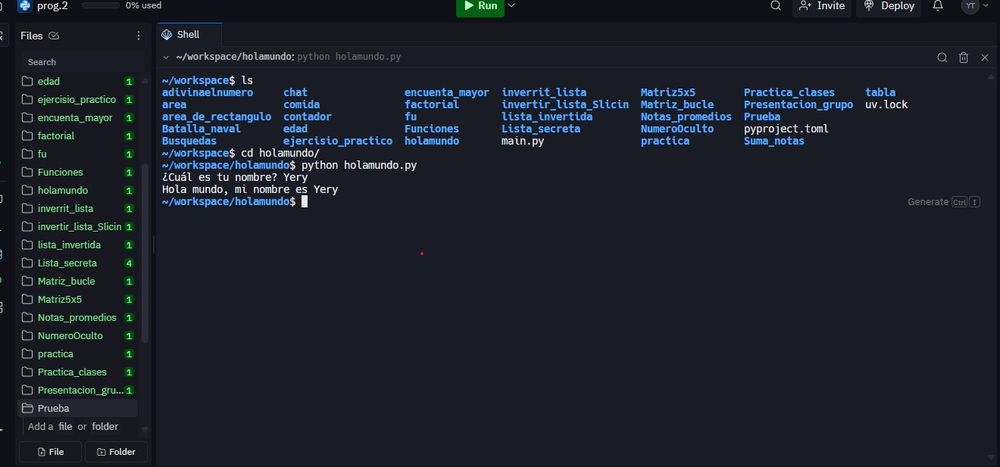 prog.2 0% used Run Invite Deploy YT
Files
Search
edad 1
ejercisio_practico 1
encuenta_mayor 1
factorial 1
fu 1
Funciones 1
holamundo 1
inverrit_lista 1
invertir_lista_Slicin 1
lista_invertida 1
Lista_secreta 4
Matriz_bucle 1
Matriz5x5 1
Notas_promedios 1
NumeroOculto 1
practica 1
Practica_clases 1
Presentacion_gru... 1
Prueba
Add a file or folder
File Folder
Shell
~/workspace/holamundo: python holamundo.py
~/workspace$ ls
adivinaelnumero chat encuenta_mayor inverrit_lista Matriz5x5 Practica_clases tabla
area comida factorial invertir_lista_Slicin Matriz_bucle Presentacion_grupo uv.lock
area_de_rectangulo contador fu lista_invertida Notas_promedios Prueba
Batalla_naval edad Funciones Lista_secreta NumeroOculto pyproject.toml
Busquedas ejercisio_practico holamundo main.py practica Suma_notas
~/workspace$ cd holamundo/
~/workspace/holamundo$ python holamundo.py
¿Cuál es tu nombre? Yery
Hola mundo, mi nombre es Yery
~/workspace/holamundo$
Generate Ctrl I